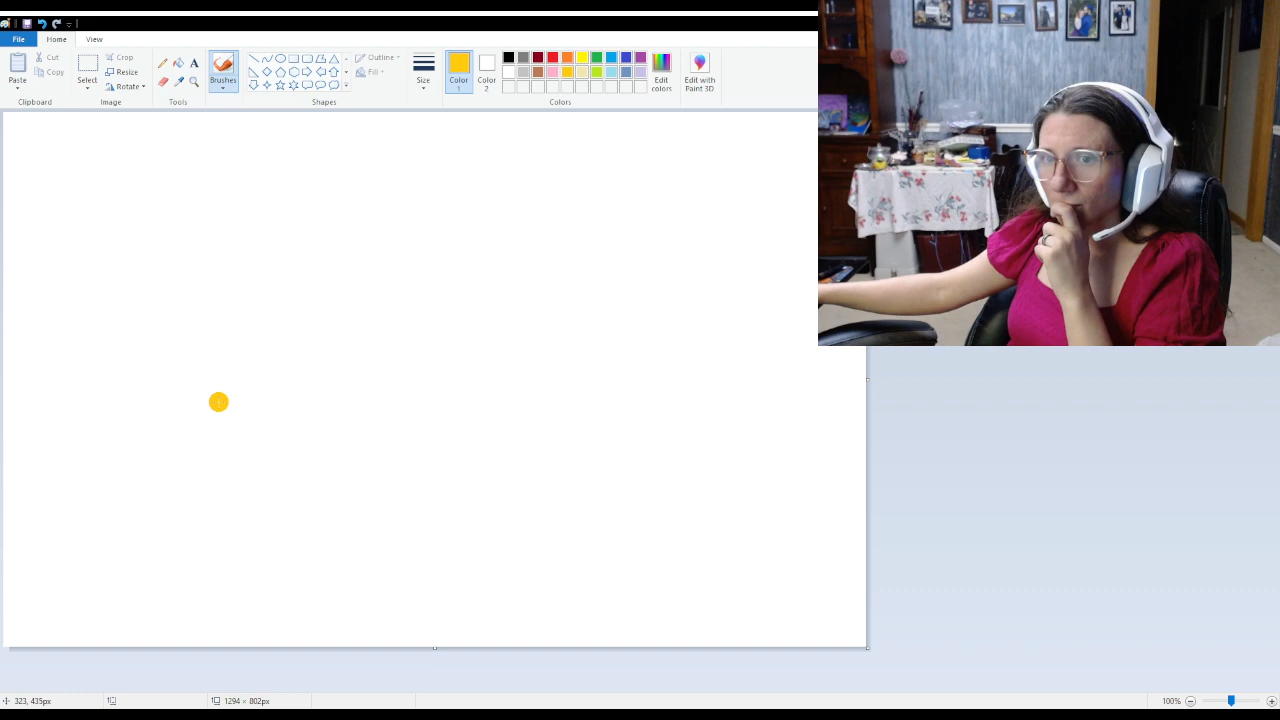 File Home View
Paste Cut Copy Select Crop Resize Rotate A Brushes Outline Fill Size Color 1 Color 2 Edit colors Edit with Paint 3D
Clipboard Image Tools Shapes Colors
323, 435px 1294 × 802px 100%